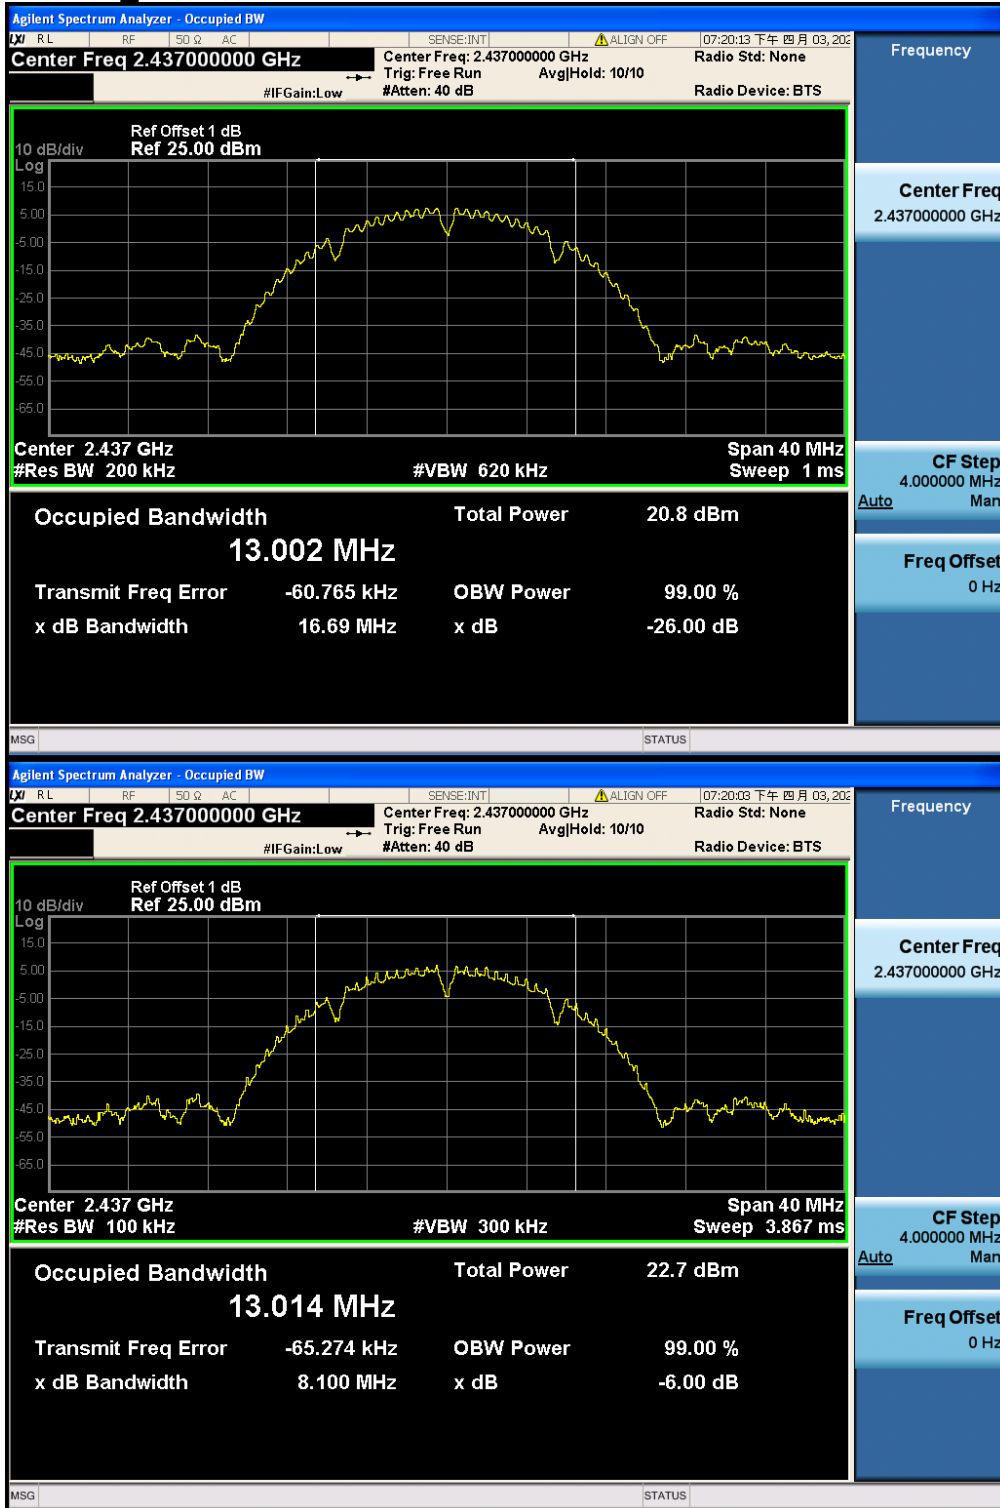 Agilent Spectrum Analyzer - Occupied BW
LXI RL RF 50 Ω AC SENSE:INT ALIGN OFF 07:20:13 下午 四月 03, 202
Center Freq 2.437000000 GHz Center Freq: 2.437000000 GHz Radio Std: None
Trig: Free Run Avg|Hold: 10/10
#IFGain:Low #Atten: 40 dB Radio Device: BTS
Frequency
Ref Offset 1 dB
10 dB/div Ref 25.00 dBm
Log
15.0
5.00
-5.00
-15.0
-25.0
-35.0
-45.0
-55.0
-65.0
Center 2.437 GHz Span 40 MHz
#Res BW 200 kHz #VBW 620 kHz Sweep 1 ms
Occupied Bandwidth Total Power 20.8 dBm
13.002 MHz
Transmit Freq Error -60.765 kHz OBW Power 99.00 %
x dB Bandwidth 16.69 MHz x dB -26.00 dB
Center Freq
2.437000000 GHz
CF Step
4.000000 MHz
Auto Man
Freq Offset
0 Hz
MSG STATUS
Agilent Spectrum Analyzer - Occupied BW
LXI RL RF 50 Ω AC SENSE:INT ALIGN OFF 07:20:03 下午 四月 03, 202
Center Freq 2.437000000 GHz Center Freq: 2.437000000 GHz Radio Std: None
Trig: Free Run Avg|Hold: 10/10
#IFGain:Low #Atten: 40 dB Radio Device: BTS
Frequency
Ref Offset 1 dB
10 dB/div Ref 25.00 dBm
Log
15.0
5.00
-5.00
-15.0
-25.0
-35.0
-45.0
-55.0
-65.0
Center 2.437 GHz Span 40 MHz
#Res BW 100 kHz #VBW 300 kHz Sweep 3.867 ms
Occupied Bandwidth Total Power 22.7 dBm
13.014 MHz
Transmit Freq Error -65.274 kHz OBW Power 99.00 %
x dB Bandwidth 8.100 MHz x dB -6.00 dB
Center Freq
2.437000000 GHz
CF Step
4.000000 MHz
Auto Man
Freq Offset
0 Hz
MSG STATUS